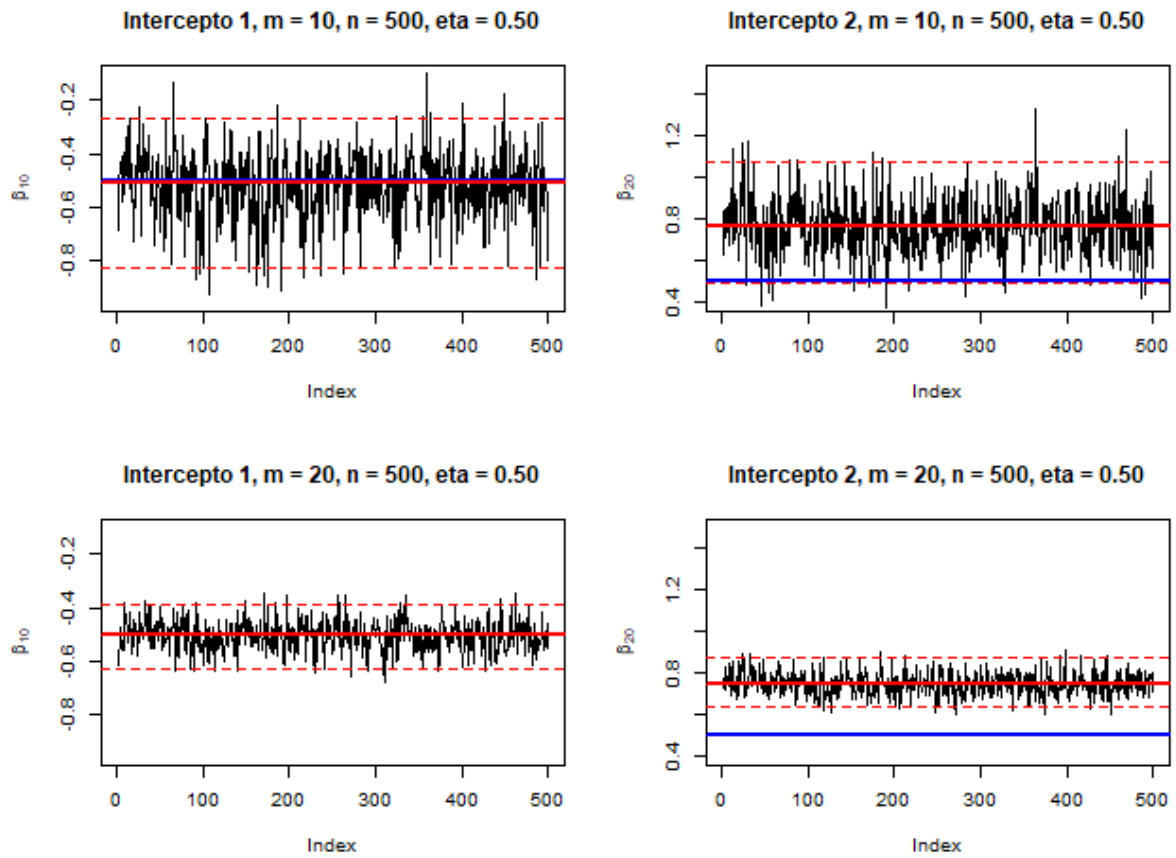 Intercepto 1, m = 10, n = 500, eta = 0.50
β10
-0.2
-0.4
-0.6
-0.8
0 100 200 300 400 500
Index
Intercepto 2, m = 10, n = 500, eta = 0.50
β20
1.2
0.8
0.4
0 100 200 300 400 500
Index
Intercepto 1, m = 20, n = 500, eta = 0.50
β10
-0.2
-0.4
-0.6
-0.8
0 100 200 300 400 500
Index
Intercepto 2, m = 20, n = 500, eta = 0.50
β20
1.2
0.8
0.4
0 100 200 300 400 500
Index